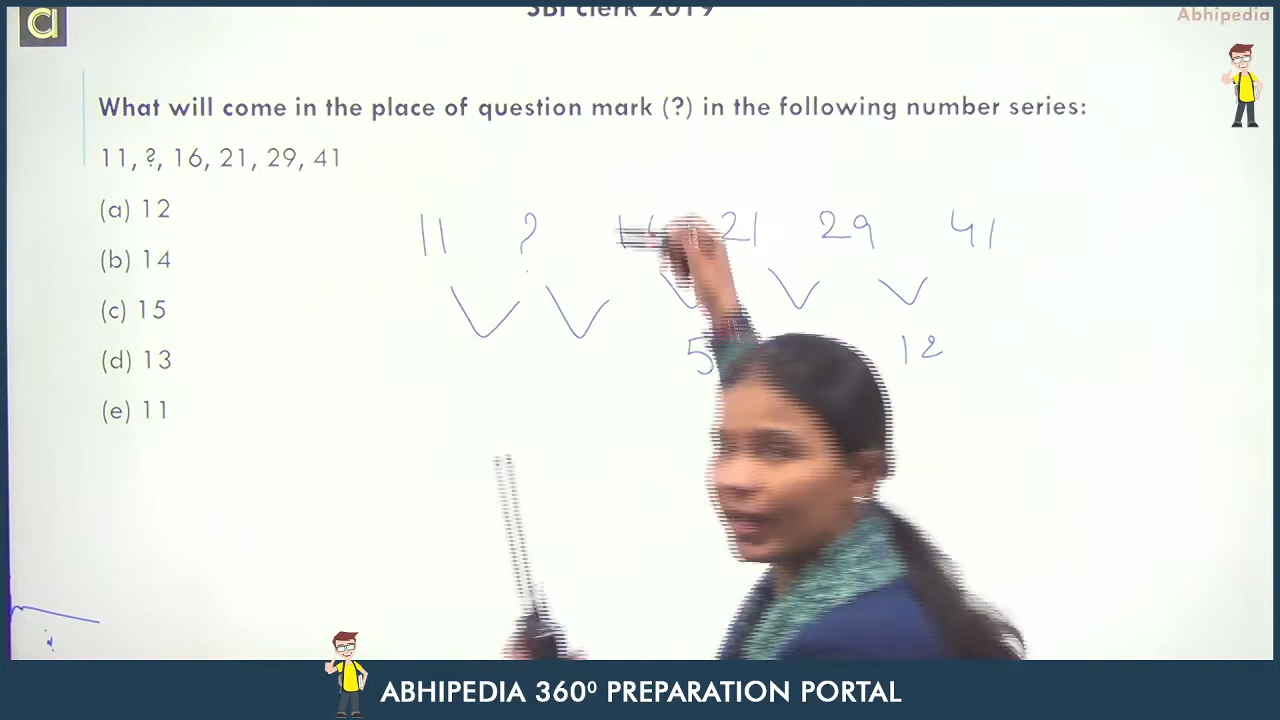 SBI Clerk 2019
Abhipedia
a
What will come in the place of question mark (?) in the following number series:
11, ?, 16, 21, 29, 41
(a) 12
(b) 14
(c) 15
(d) 13
(e) 11
11 ? 21 29 41
5 12
ABHIPEDIA 360⁰ PREPARATION PORTAL